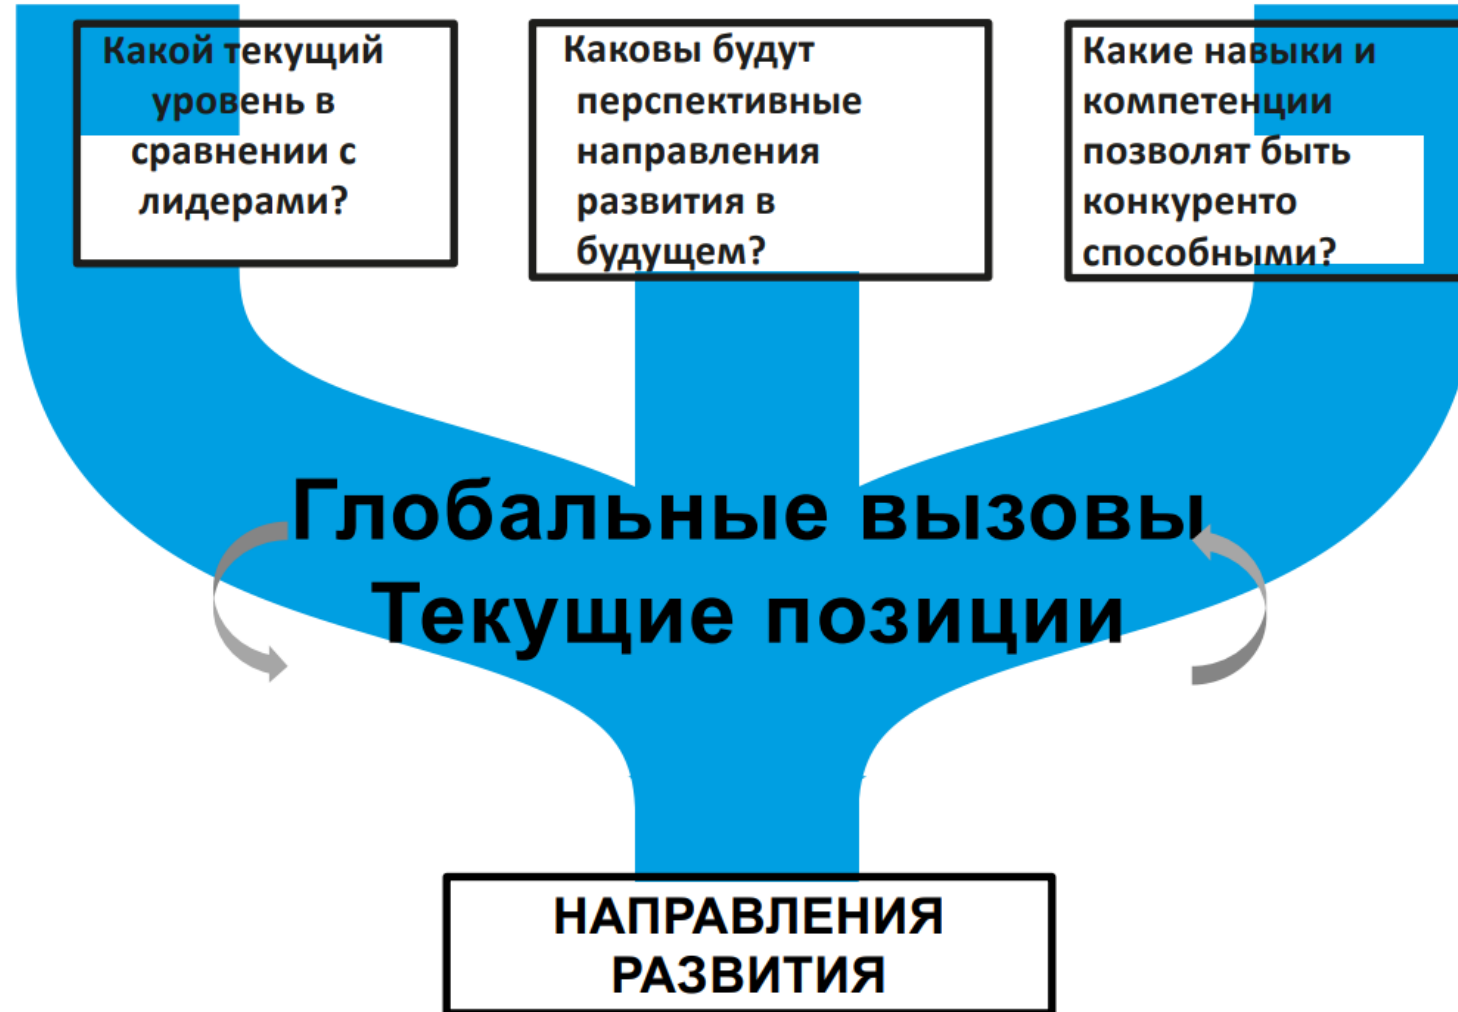 Какой текущий
уровень в
сравнении с
лидерами?
Каковы будут
перспективные
направления
развития в
будущем?
Какие навыки и
компетенции
позволят быть
конкуренто
способными?
Глобальные вызовы
Текущие позиции
НАПРАВЛЕНИЯ
РАЗВИТИЯ